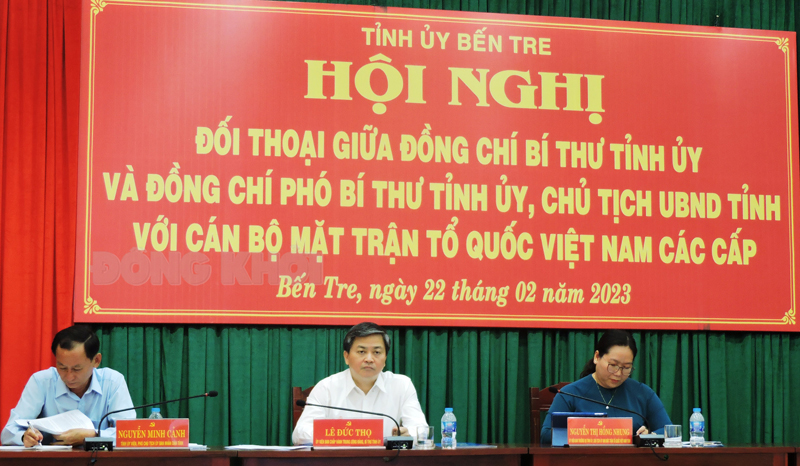 TỈNH ỦY BẾN TRE
HỘI NGHỊ
ĐỐI THOẠI GIỮA ĐỒNG CHÍ BÍ THƯ TỈNH ỦY
VÀ ĐỒNG CHÍ PHÓ BÍ THƯ TỈNH ỦY, CHỦ TỊCH UBND TỈNH
VỚI CÁN BỘ MẶT TRẬN TỔ QUỐC VIỆT NAM CÁC CẤP
ĐỒNG KHỞI
Bến Tre, ngày 22 tháng 02 năm 2023
NGUYỄN MINH CẢNH
LÊ ĐỨC THỌ
NGUYỄN THỊ HỒNG NHUNG